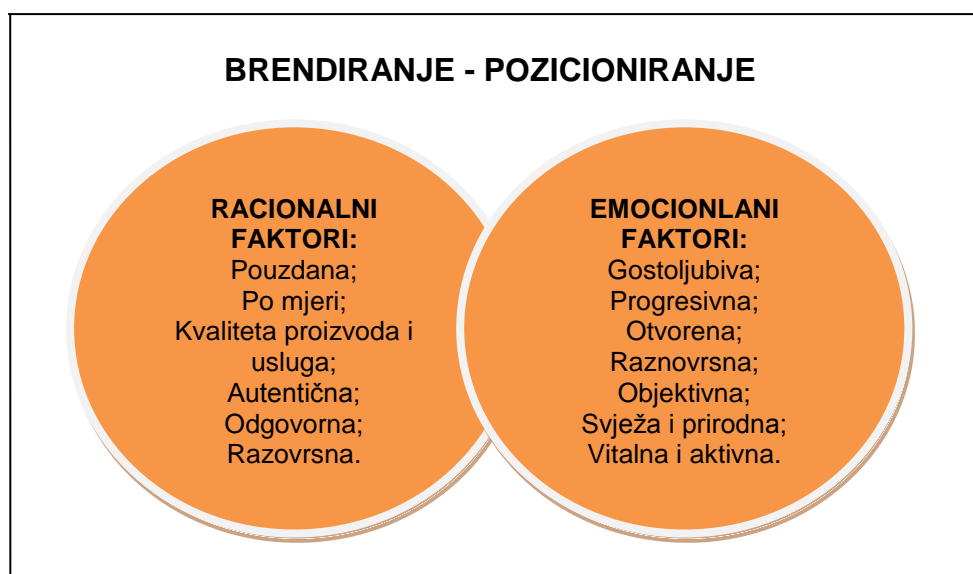 BRENDIRANJE - POZICIONIRANJE
RACIONALNI
FAKTORI:
Pouzdana;
Po mjeri;
Kvaliteta proizvoda i
usluga;
Autentična;
Odgovorna;
Razovrsna.
EMOCIONLANI
FAKTORI:
Gostoljubiva;
Progresivna;
Otvorena;
Raznovrsna;
Objektivna;
Svježa i prirodna;
Vitalna i aktivna.